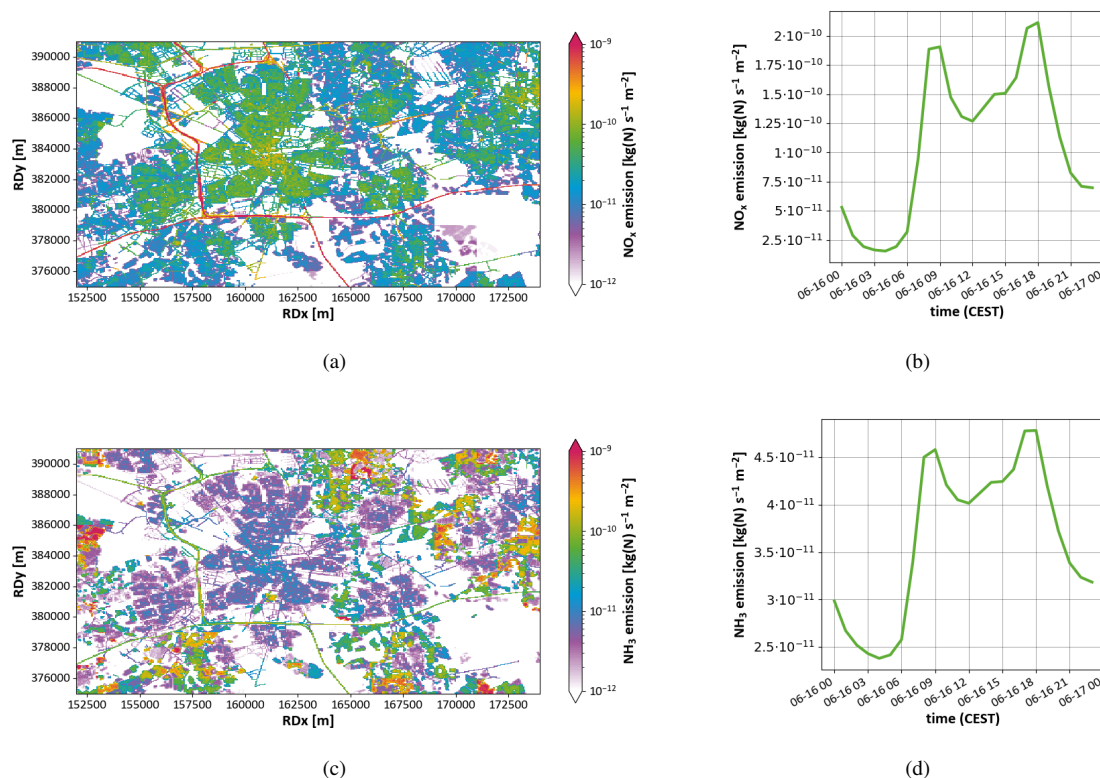 390000
388000
386000
384000
382000
380000
378000
376000
RDy [m]
152500 155000 157500 160000 162500 165000 167500 170000 172500
RDx [m]
10⁻⁹
10⁻¹⁰
10⁻¹¹
10⁻¹²
NOₓ emission [kg(N) s⁻¹ m⁻²]
(a)
2·10⁻¹⁰
1.75·10⁻¹⁰
1.5·10⁻¹⁰
1.25·10⁻¹⁰
1·10⁻¹⁰
7.5·10⁻¹¹
5·10⁻¹¹
2.5·10⁻¹¹
NOₓ emission [kg(N) s⁻¹ m⁻²]
06-16 00 06-16 03 06-16 06 06-16 09 06-16 12 06-16 15 06-16 18 06-16 21 06-17 00
time (CEST)
(b)
390000
388000
386000
384000
382000
380000
378000
376000
RDy [m]
152500 155000 157500 160000 162500 165000 167500 170000 172500
RDx [m]
10⁻⁹
10⁻¹⁰
10⁻¹¹
10⁻¹²
NH₃ emission [kg(N) s⁻¹ m⁻²]
(c)
4.5·10⁻¹¹
4·10⁻¹¹
3.5·10⁻¹¹
3·10⁻¹¹
2.5·10⁻¹¹
NH₃ emission [kg(N) s⁻¹ m⁻²]
06-16 00 06-16 03 06-16 06 06-16 09 06-16 12 06-16 15 06-16 18 06-16 21 06-17 00
time (CEST)
(d)